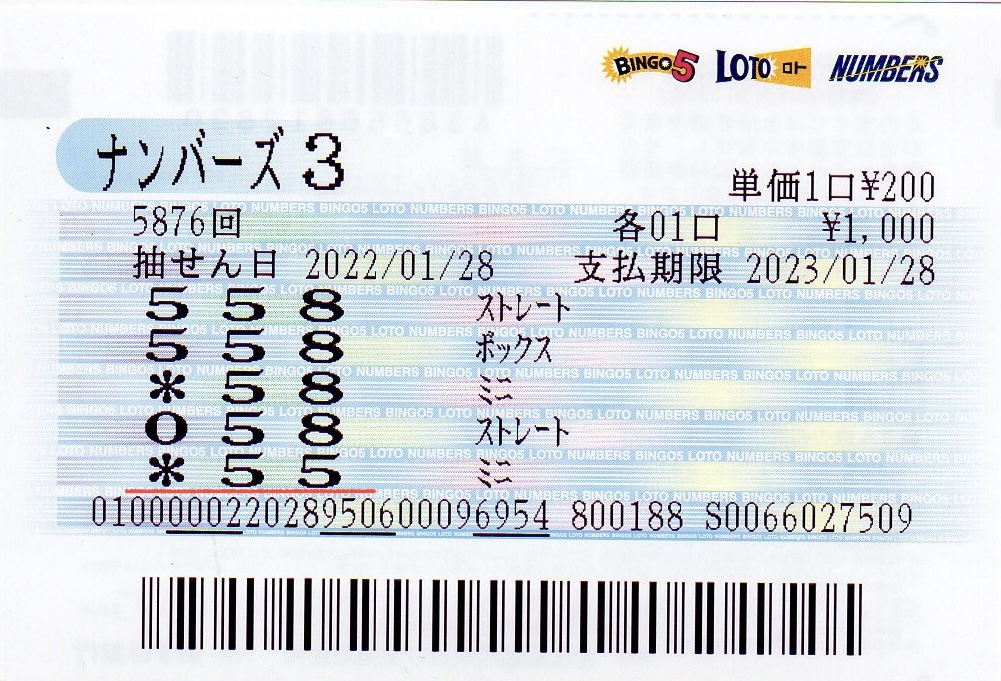 BINGO5 LOTO ロト NUMBERS
ナンバーズ3
単価1口¥200
5876回 各01口 ¥1,000
抽せん日 2022/01/28 支払期限 2023/01/28
5 5 8 ストレート
5 5 8 ボックス
* 5 8 ミニ
0 5 8 ストレート
* 5 5 ミニ
010000022028950600096954 800188 S0066027509